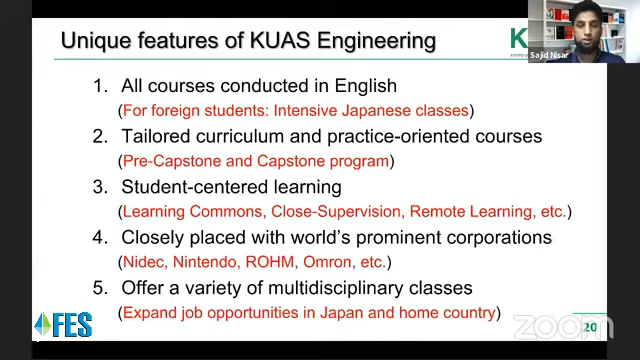 Unique features of KUAS Engineering
K
Sajid Nisar
1. All courses conducted in English
(For foreign students: Intensive Japanese classes)
2. Tailored curriculum and practice-oriented courses
(Pre-Capstone and Capstone program)
3. Student-centered learning
(Learning Commons, Close-Supervision, Remote Learning, etc.)
4. Closely placed with world's prominent corporations
(Nidec, Nintendo, ROHM, Omron, etc.)
5. Offer a variety of multidisciplinary classes
(Expand job opportunities in Japan and home country)
FES
zoom
20